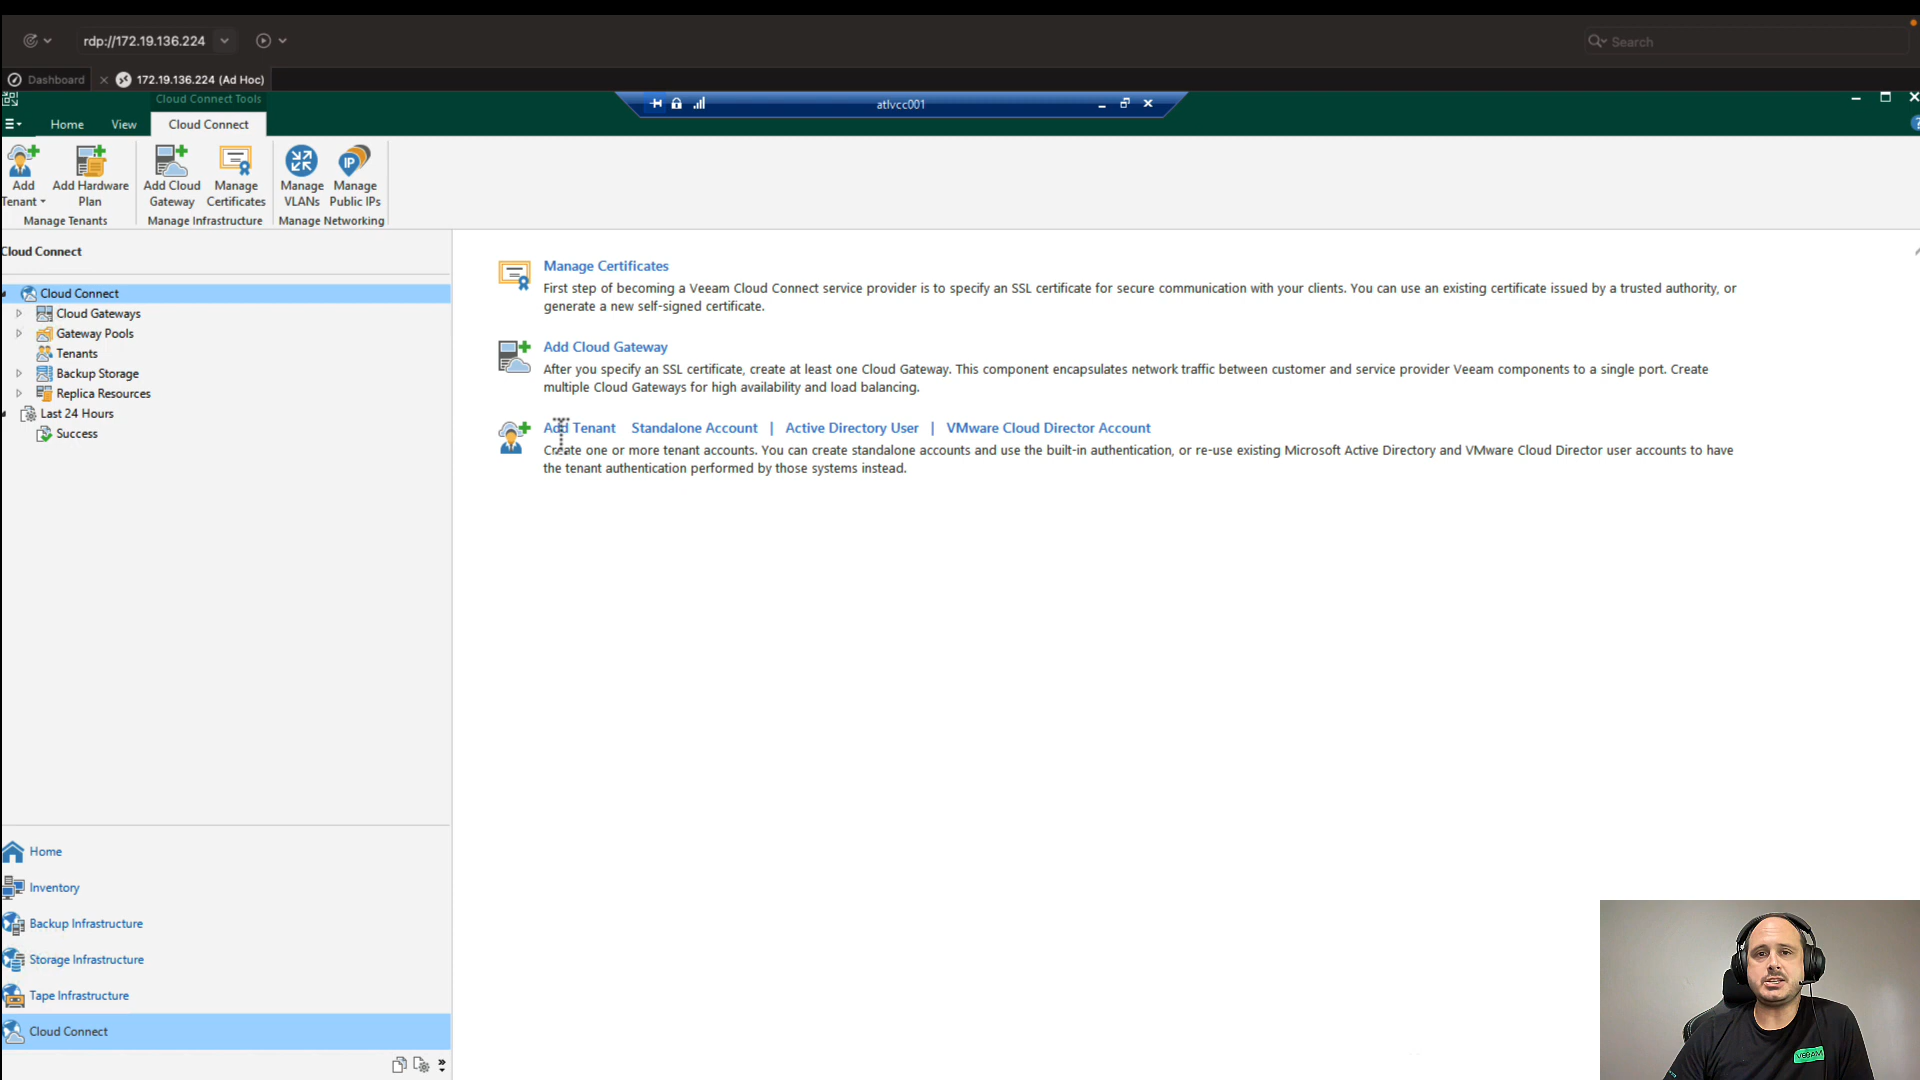 rdp://172.19.136.224
Search
Dashboard
172.19.136.224 (Ad Hoc)
Cloud Connect Tools
atlvcc001
Home
View
Cloud Connect
Add Tenant
Add Hardware Plan
Add Cloud Gateway
Manage Certificates
Manage VLANs
IP
Manage Public IPs
Manage Tenants
Manage Infrastructure
Manage Networking
Cloud Connect
Cloud Connect
Cloud Gateways
Gateway Pools
Tenants
Backup Storage
Replica Resources
Last 24 Hours
Success
Manage Certificates
First step of becoming a Veeam Cloud Connect service provider is to specify an SSL certificate for secure communication with your clients. You can use an existing certificate issued by a trusted authority, or
generate a new self-signed certificate.
Add Cloud Gateway
After you specify an SSL certificate, create at least one Cloud Gateway. This component encapsulates network traffic between customer and service provider Veeam components to a single port. Create
multiple Cloud Gateways for high availability and load balancing.
Add Tenant Standalone Account | Active Directory User | VMware Cloud Director Account
Create one or more tenant accounts. You can create standalone accounts and use the built-in authentication, or re-use existing Microsoft Active Directory and VMware Cloud Director user accounts to have
the tenant authentication performed by those systems instead.
Home
Inventory
Backup Infrastructure
Storage Infrastructure
Tape Infrastructure
Cloud Connect
veeam